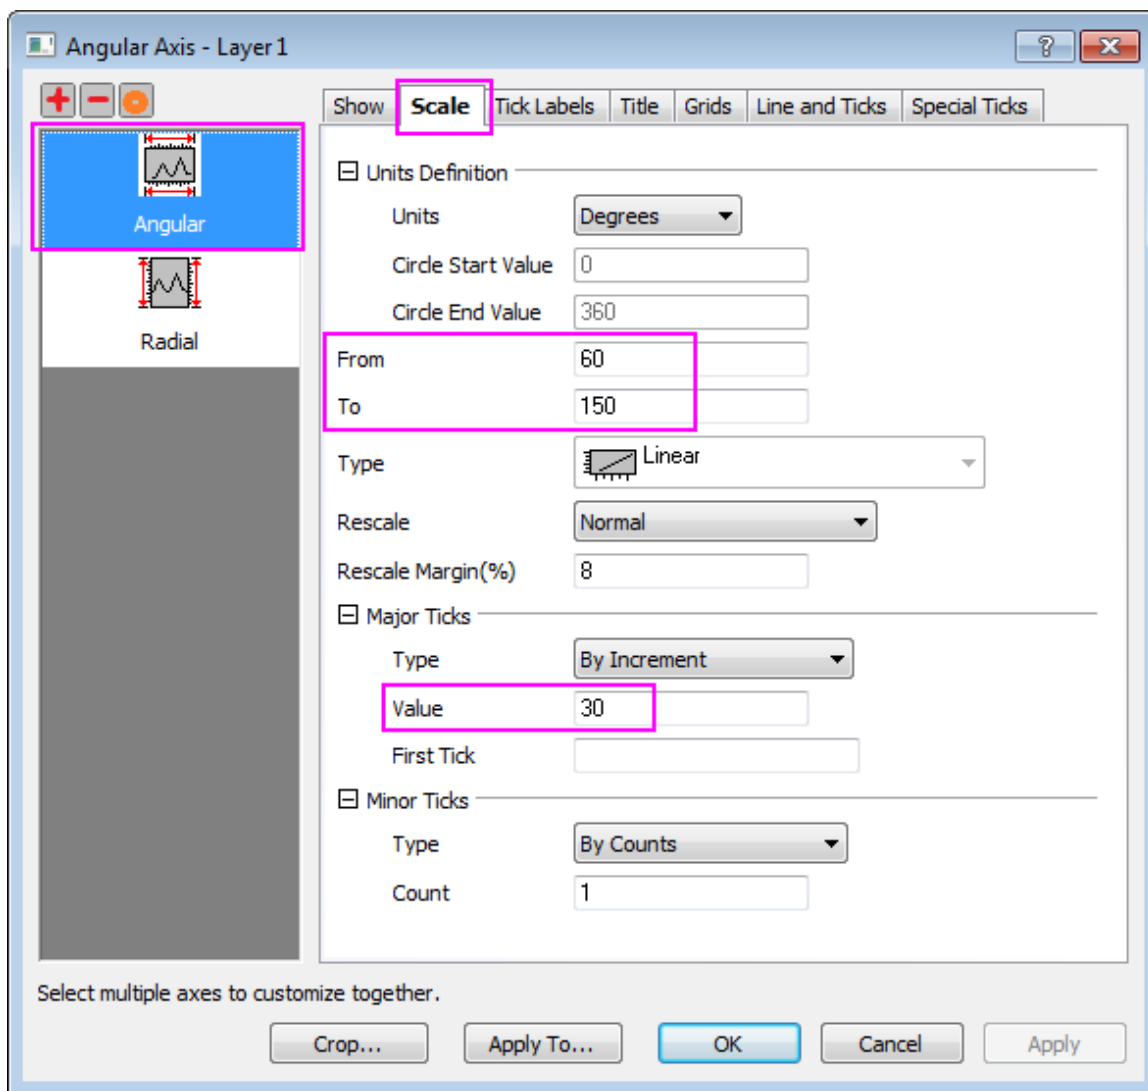 Angular Axis - Layer 1
Show Scale Tick Labels Title Grids Line and Ticks Special Ticks
Angular
Radial
Units Definition
Units Degrees
Circle Start Value 0
Circle End Value 360
From 60
To 150
Type Linear
Rescale Normal
Rescale Margin(%) 8
Major Ticks
Type By Increment
Value 30
First Tick
Minor Ticks
Type By Counts
Count 1
Select multiple axes to customize together.
Crop... Apply To... OK Cancel Apply